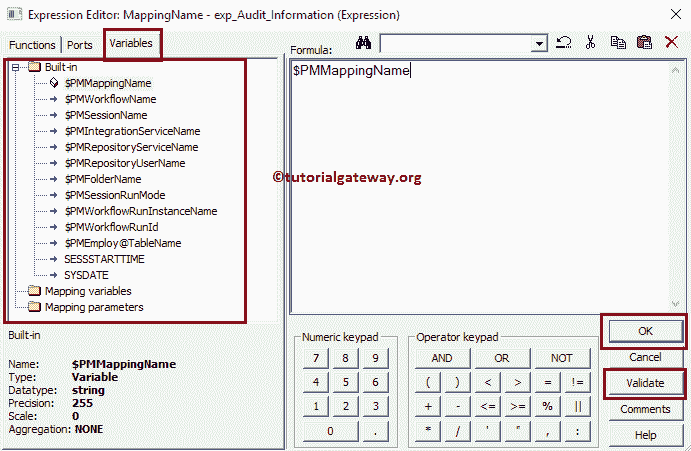 Expression Editor: MappingName - exp_Audit_Information (Expression)
Functions Ports Variables
Built-in
$PMMappingName
$PMWorkflowName
$PMSessionName
$PMIntegrationServiceName
$PMRepositoryServiceName
$PMRepositoryUserName
$PMFolderName
$PMSessionRunMode
$PMWorkflowRunInstanceName
$PMWorkflowRunId
$PMEmploy@TableName
SESSSTARTTIME
SYSDATE
Mapping variables
Mapping parameters
Built-in
Name: $PMMappingName
Type: Variable
Datatype: string
Precision: 255
Scale: 0
Aggregation: NONE
Formula:
$PMMappingName
©tutorialgateway.org
Numeric keypad
7 8 9
4 5 6
1 2 3
0 .
Operator keypad
AND OR NOT
( ) < > = !=
+ - <= >= % ||
* / ' " , :
OK
Cancel
Validate
Comments
Help